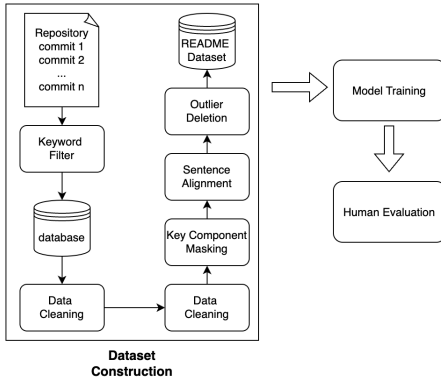 Repository
commit 1
commit 2
...
commit n
Keyword
Filter
database
Data
Cleaning
Data
Cleaning
Key Component
Masking
Sentence
Alignment
Outlier
Deletion
README
Dataset
Dataset
Construction
Model Training
Human Evaluation